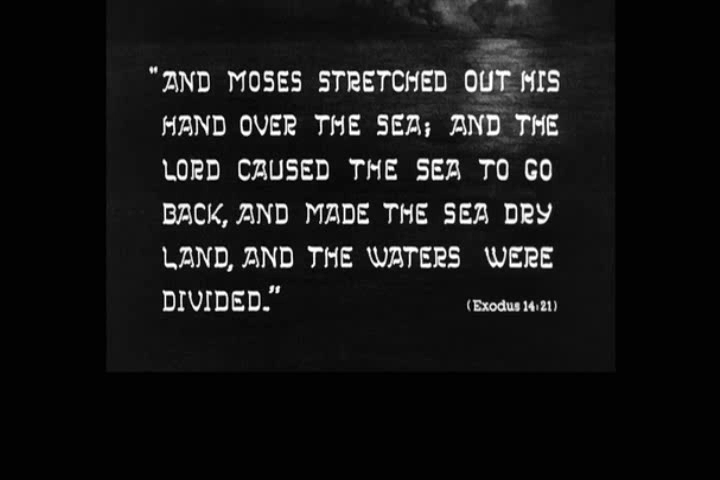 "AND MOSES STRETCHED OUT HIS
HAND OVER THE SEA; AND THE
LORD CAUSED THE SEA TO GO
BACK, AND MADE THE SEA DRY
LAND, AND THE WATERS WERE
DIVIDED."
(Exodus 14:21)